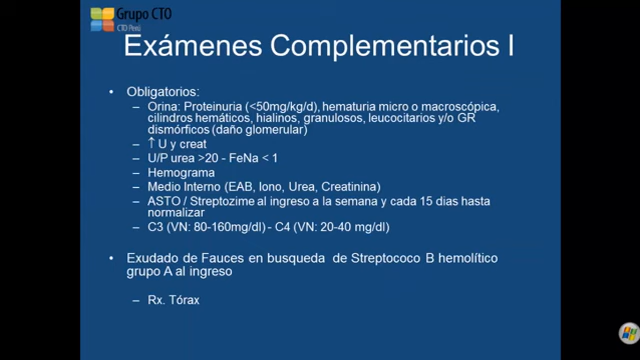 Grupo CTO
CTO Perú
Exámenes Complementarios I
• Obligatorios:
– Orina: Proteinuria (<50mg/kg/d), hematuria micro o macroscópica,
cilindros hemáticos, hialinos, granulosos, leucocitarios y/o GR
dismórficos (daño glomerular)
– ↑ U y creat
– U/P urea >20 - FeNa < 1
– Hemograma
– Medio Interno (EAB, Iono, Urea, Creatinina)
– ASTO / Streptozime al ingreso a la semana y cada 15 dias hasta
normalizar
– C3 (VN: 80-160mg/dl) - C4 (VN: 20-40 mg/dl)
• Exudado de Fauces en busqueda de Streptococo B hemolítico
grupo A al ingreso
– Rx. Tórax